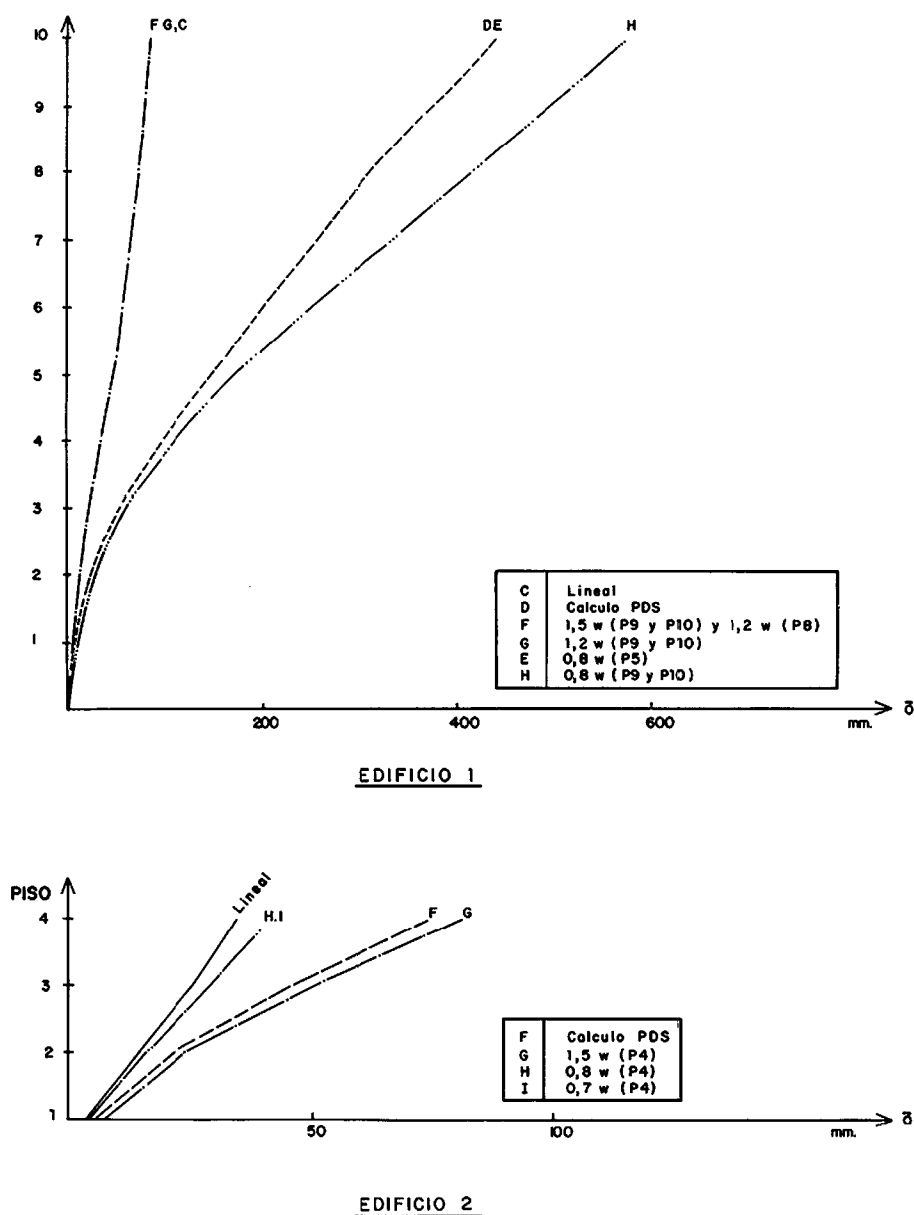 F G,C DE H
10
9
8
7
6
5
4
3
2
1
C Lineal
D Calculo PDS
F 1,5 w (P9 y P10) y 1,2 w (P8)
G 1,2 w (P9 y P10)
E 0,8 w (P5)
H 0,8 w (P9 y P10)
200 400 600 mm. δ
EDIFICIO 1
PISO
Lineal H.I F G
4
3
2
1
F Calculo PDS
G 1,5 w (P4)
H 0,8 w (P4)
I 0,7 w (P4)
50 100 mm. δ
EDIFICIO 2